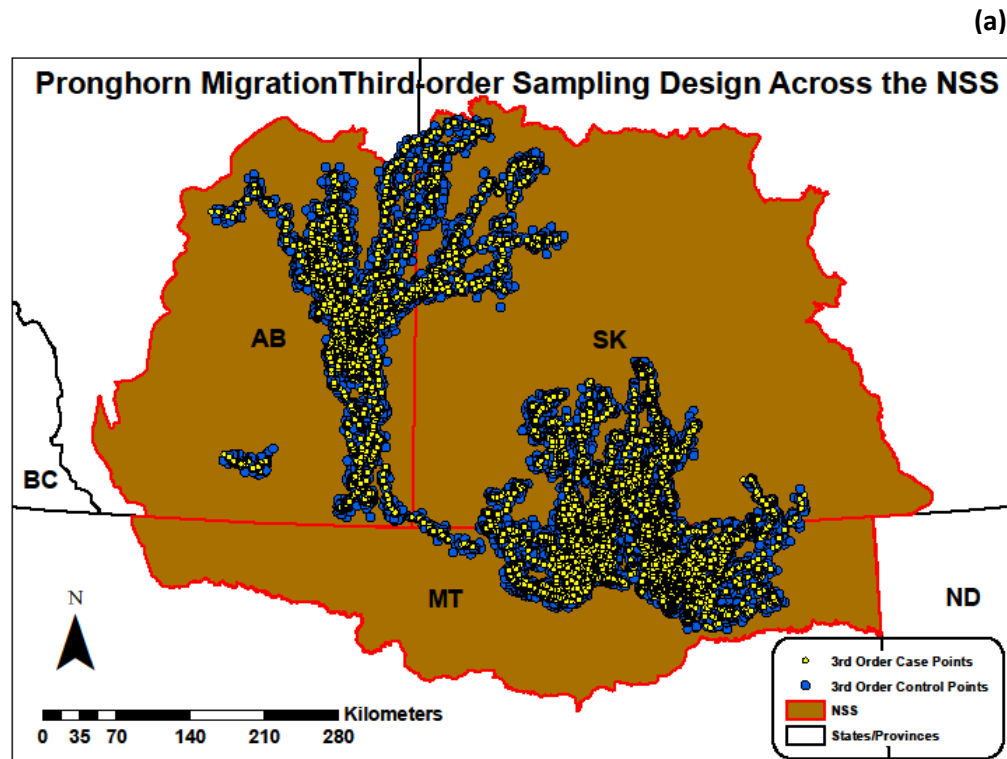 (a)
Pronghorn MigrationThird-order Sampling Design Across the NSS
AB
SK
BC
MT
ND
N
Kilometers
0 35 70 140 210 280
3rd Order Case Points
3rd Order Control Points
NSS
States/Provinces